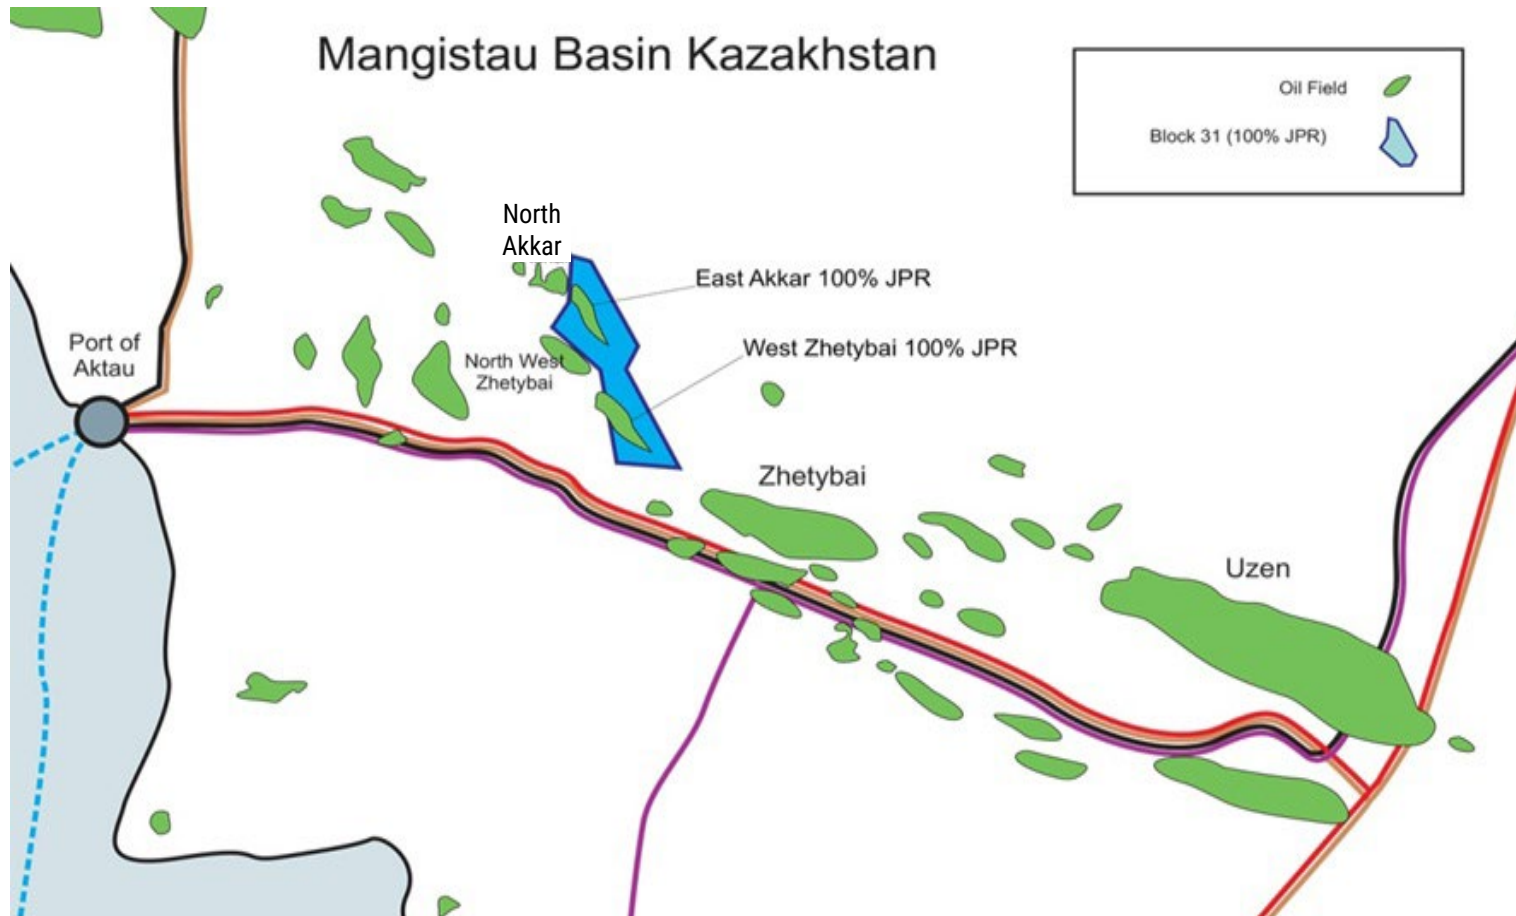 Mangistau Basin Kazakhstan
Oil Field
Block 31 (100% JPR)
North
Akkar
East Akkar 100% JPR
Port of
Aktau
West Zhetybai 100% JPR
North West
Zhetybai
Zhetybai
Uzen